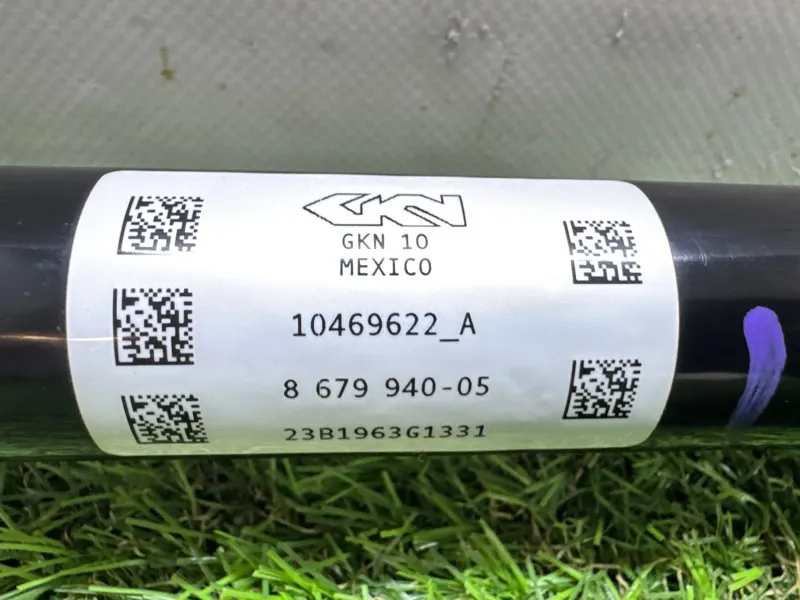 GKN
GKN 10
MEXICO
10469622_A
8 679 940-05
23B1963G1331